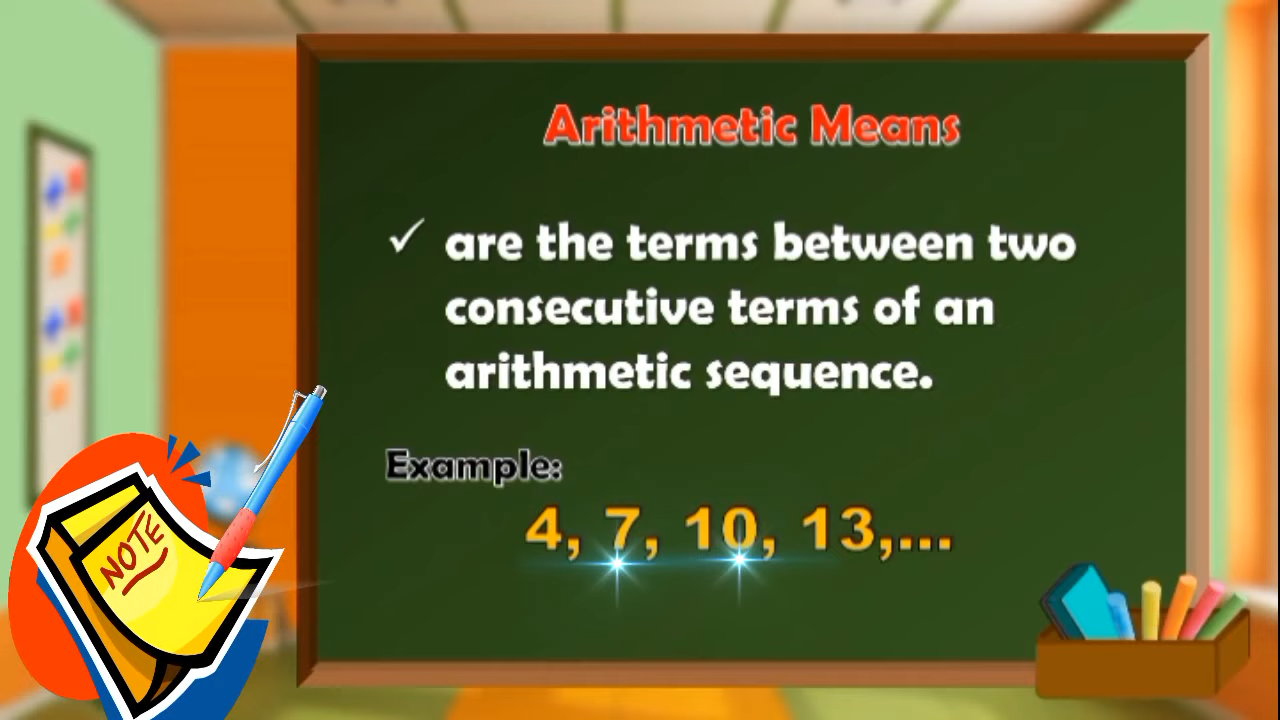 Arithmetic Means
✓ are the terms between two
consecutive terms of an
arithmetic sequence.
Example:
4, 7, 10, 13,...
NOTE